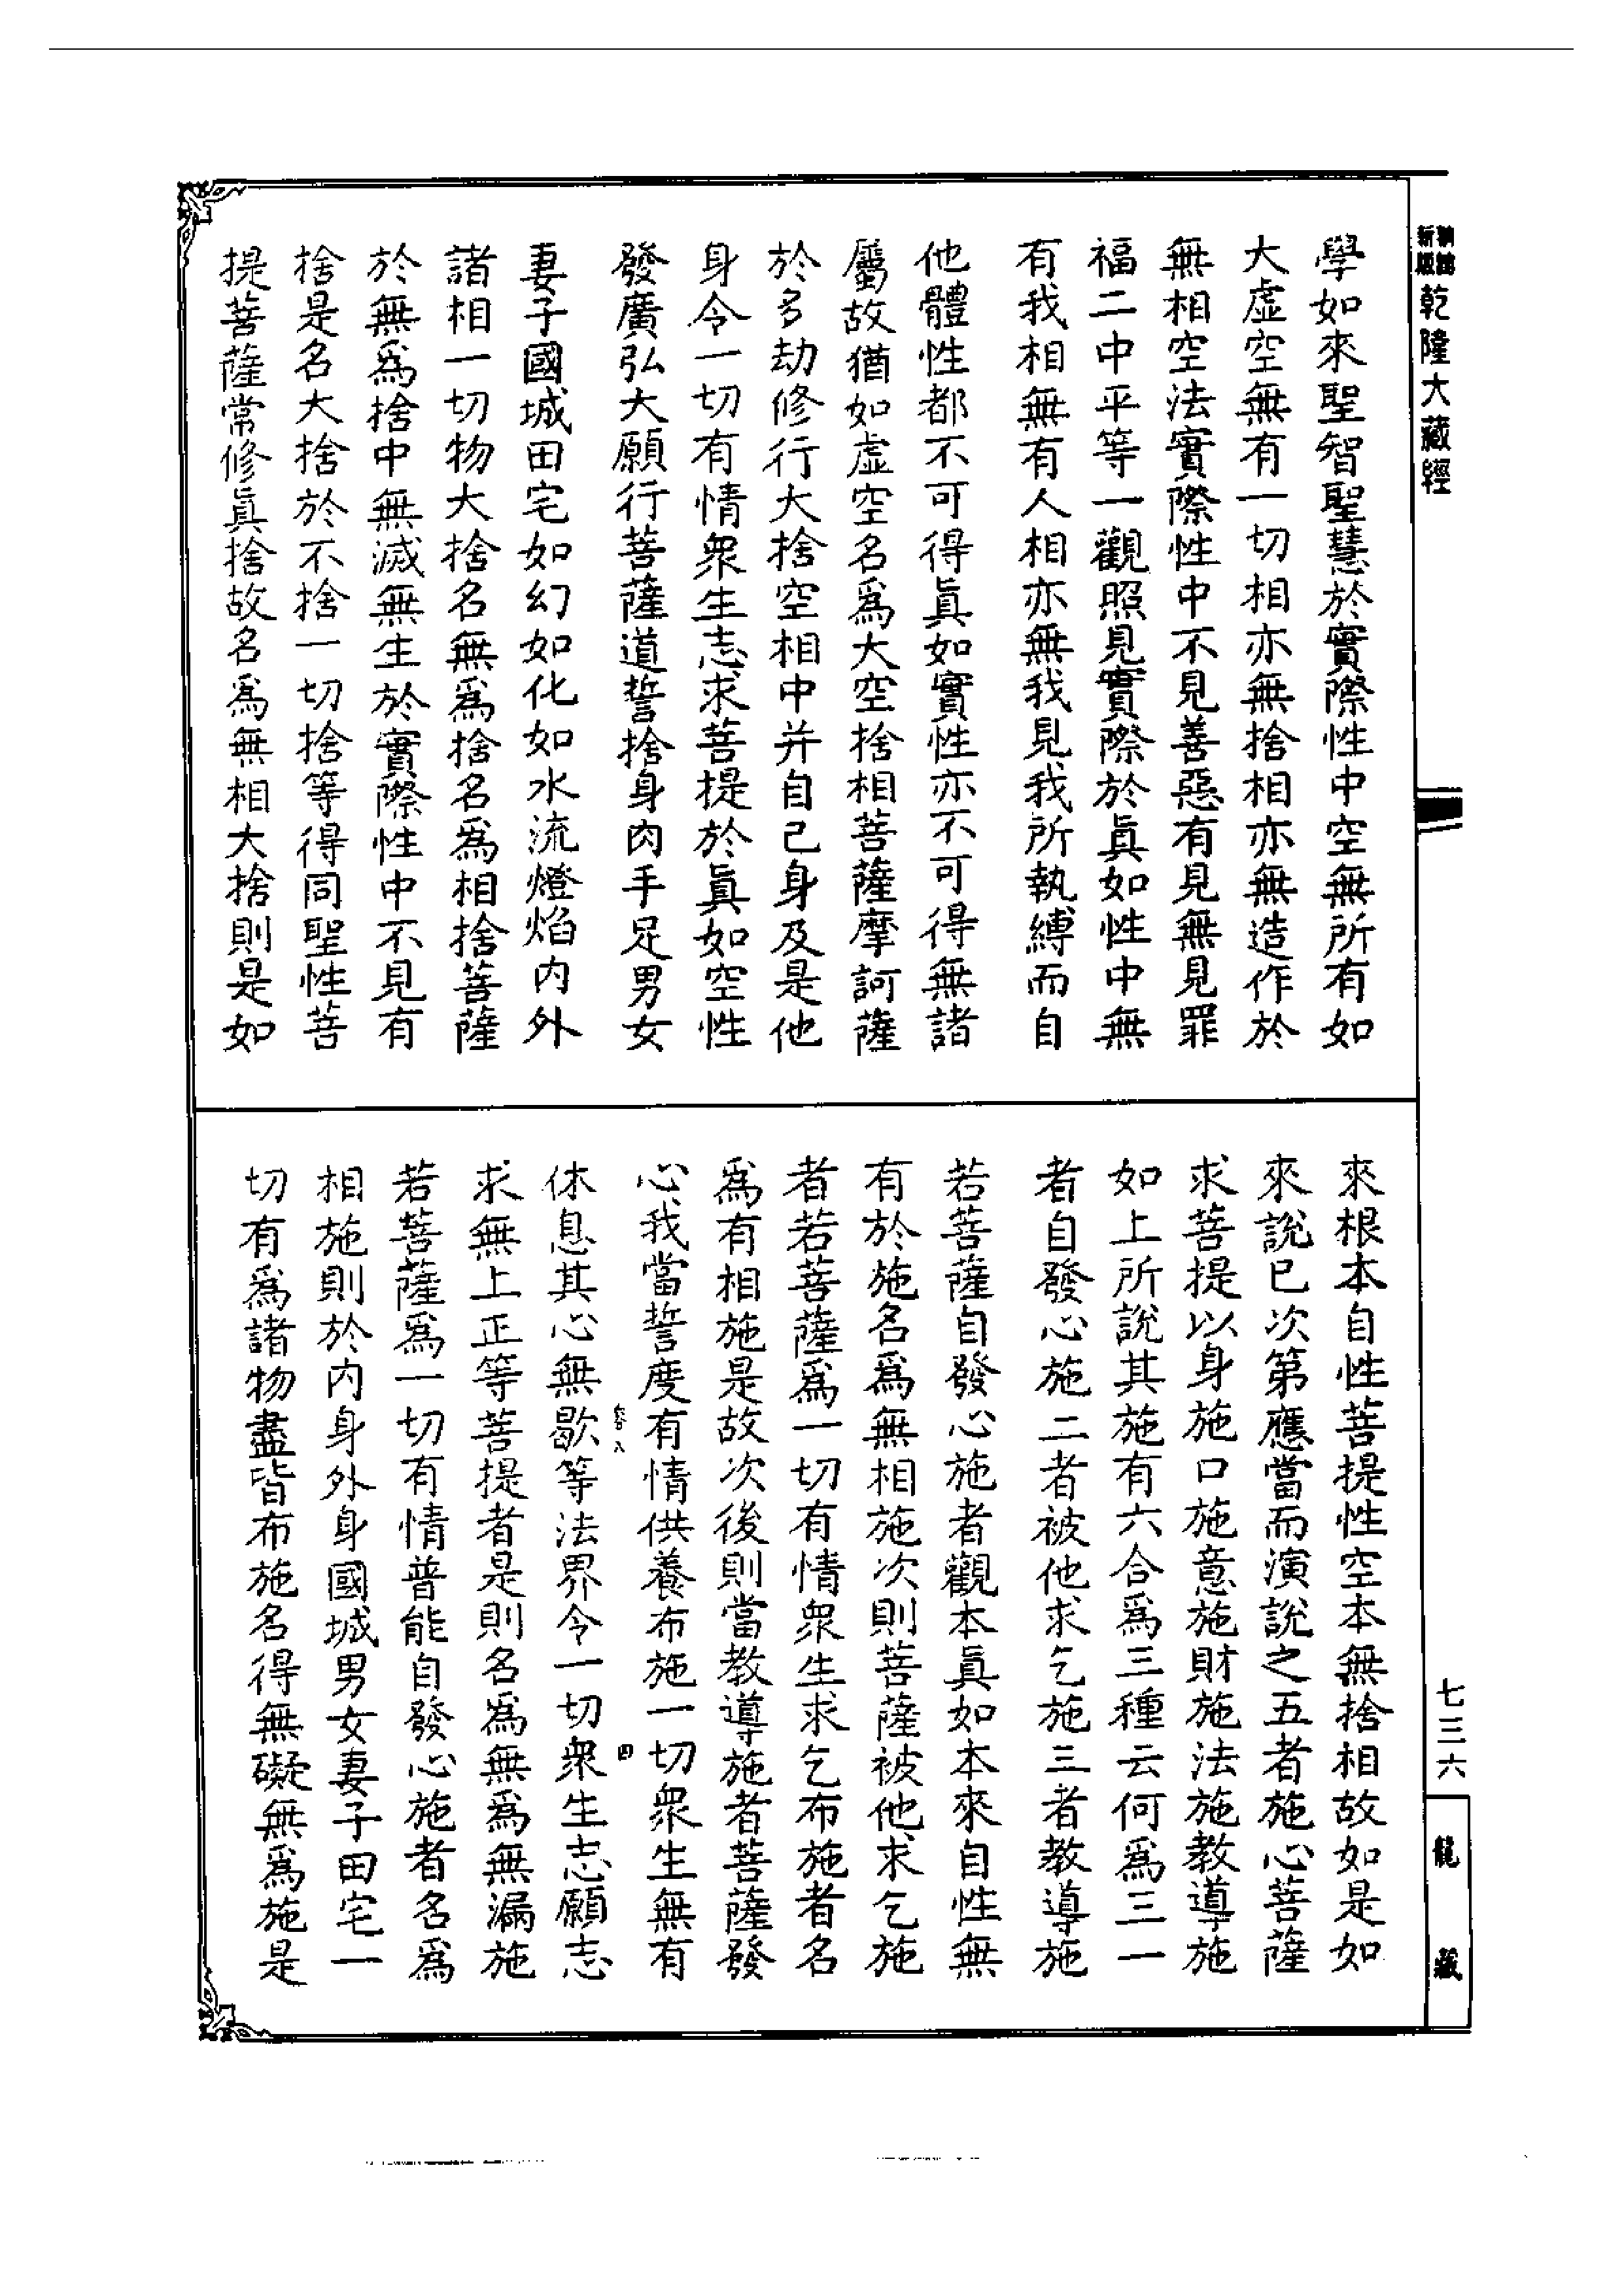 新版
乾隆大藏經
學如來聖智聖慧於實際性中空無所有如
大虛空無有一切相亦無捨相亦無造作於
無相空法實際性中不見善惡有見無見罪
福二中平等一觀照見實際於眞如性中無
有我相無有人相亦無我見我所執縛而自
他體性都不可得眞如實性亦不可得無諸
屬故猶如虛空名爲大空捨相菩薩摩訶薩
於多劫修行大捨空相中并自己身及是他
身令一切有情衆生志求菩提於眞如空性
發廣弘大願行菩薩道誓捨身肉手足男女
妻子國城田宅如幻如化如水流燈焰內外
諸相一切物大捨名無爲捨名爲相捨菩薩
於無爲捨中無滅無生於實際性中不見有
捨是名大捨於不捨一切捨等得同聖性菩
提菩薩常修眞捨故名爲無相大捨則是如
來根本自性菩提性空本無捨相故如是如
來說已次第應當而演說之五者施心菩薩
求菩提以身施口施意施財施法施教導施
如上所說其施有六合爲三種云何爲三一
者自發心施二者被他求乞施三者教導施
若菩薩自發心施者觀本眞如本來自性無
有於施名爲無相施次則菩薩被他求乞施
者若菩薩爲一切有情衆生求乞布施者名
爲有相施是故次後則當教導施者菩薩發
心我當誓度有情供養布施一切衆生無有
四
休息其心無歇等法界令一切衆生志願志
求無上正等菩提者是則名爲無爲無漏施
若菩薩爲一切有情普能自發心施者名爲
相施則於內身外身國城男女妻子田宅一
切有爲諸物盡皆布施名得無礙無爲施是
七三六
龍藏